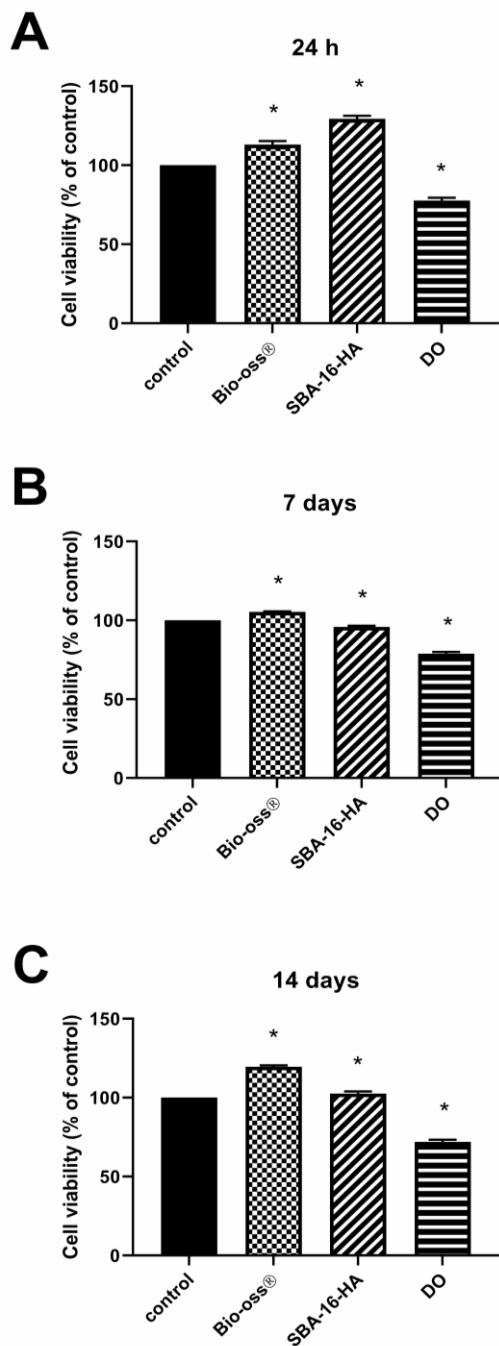 A
24 h
Cell viability (% of control)
150
*
*
100
*
50
0
control
Bio-oss®
SBA-16-HA
DO
B
7 days
Cell viability (% of control)
150
*
*
100
*
50
0
control
Bio-oss®
SBA-16-HA
DO
C
14 days
Cell viability (% of control)
150
*
*
100
*
50
0
control
Bio-oss®
SBA-16-HA
DO